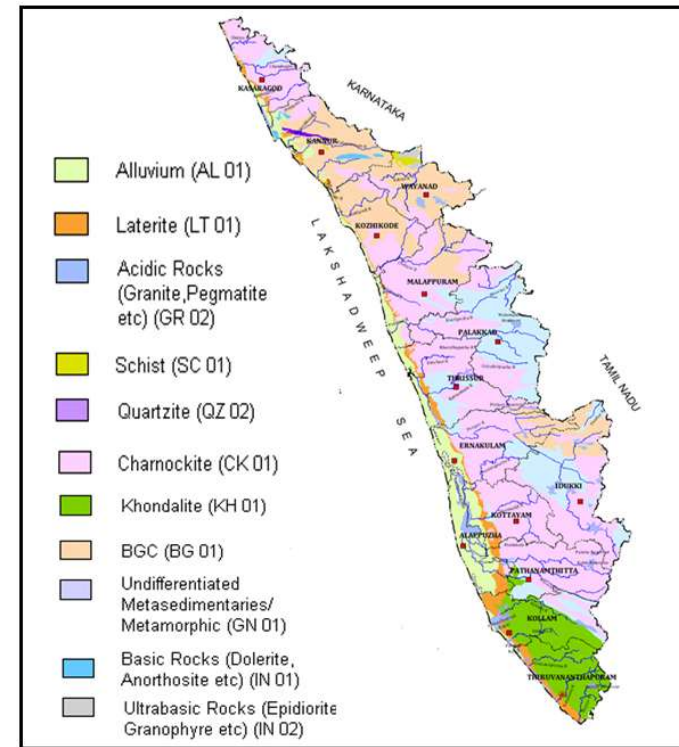 Alluvium (AL 01)
Laterite (LT 01)
Acidic Rocks
(Granite,Pegmatite
etc) (GR 02)
Schist (SC 01)
Quartzite (QZ 02)
Charnockite (CK 01)
Khondalite (KH 01)
BGC (BG 01)
Undifferentiated
Metasedimentaries/
Metamorphic (GN 01)
Basic Rocks (Dolerite,
Anorthosite etc) (IN 01)
Ultrabasic Rocks (Epidiorite
Granophyre etc) (IN 02)
KARNATAKA
KASARAGOD
KANNUR
WAYANAD
KOZHIKODE
LAKSHADWEEP SEA
MALAPPURAM
PALAKKAD
TAMIL NADU
THRISSUR
ERNAKULAM
IDUKKI
KOTTAYAM
ALAPPUZHA
PATHANAMTHITTA
KOLLAM
THIRUVANANTHAPURAM